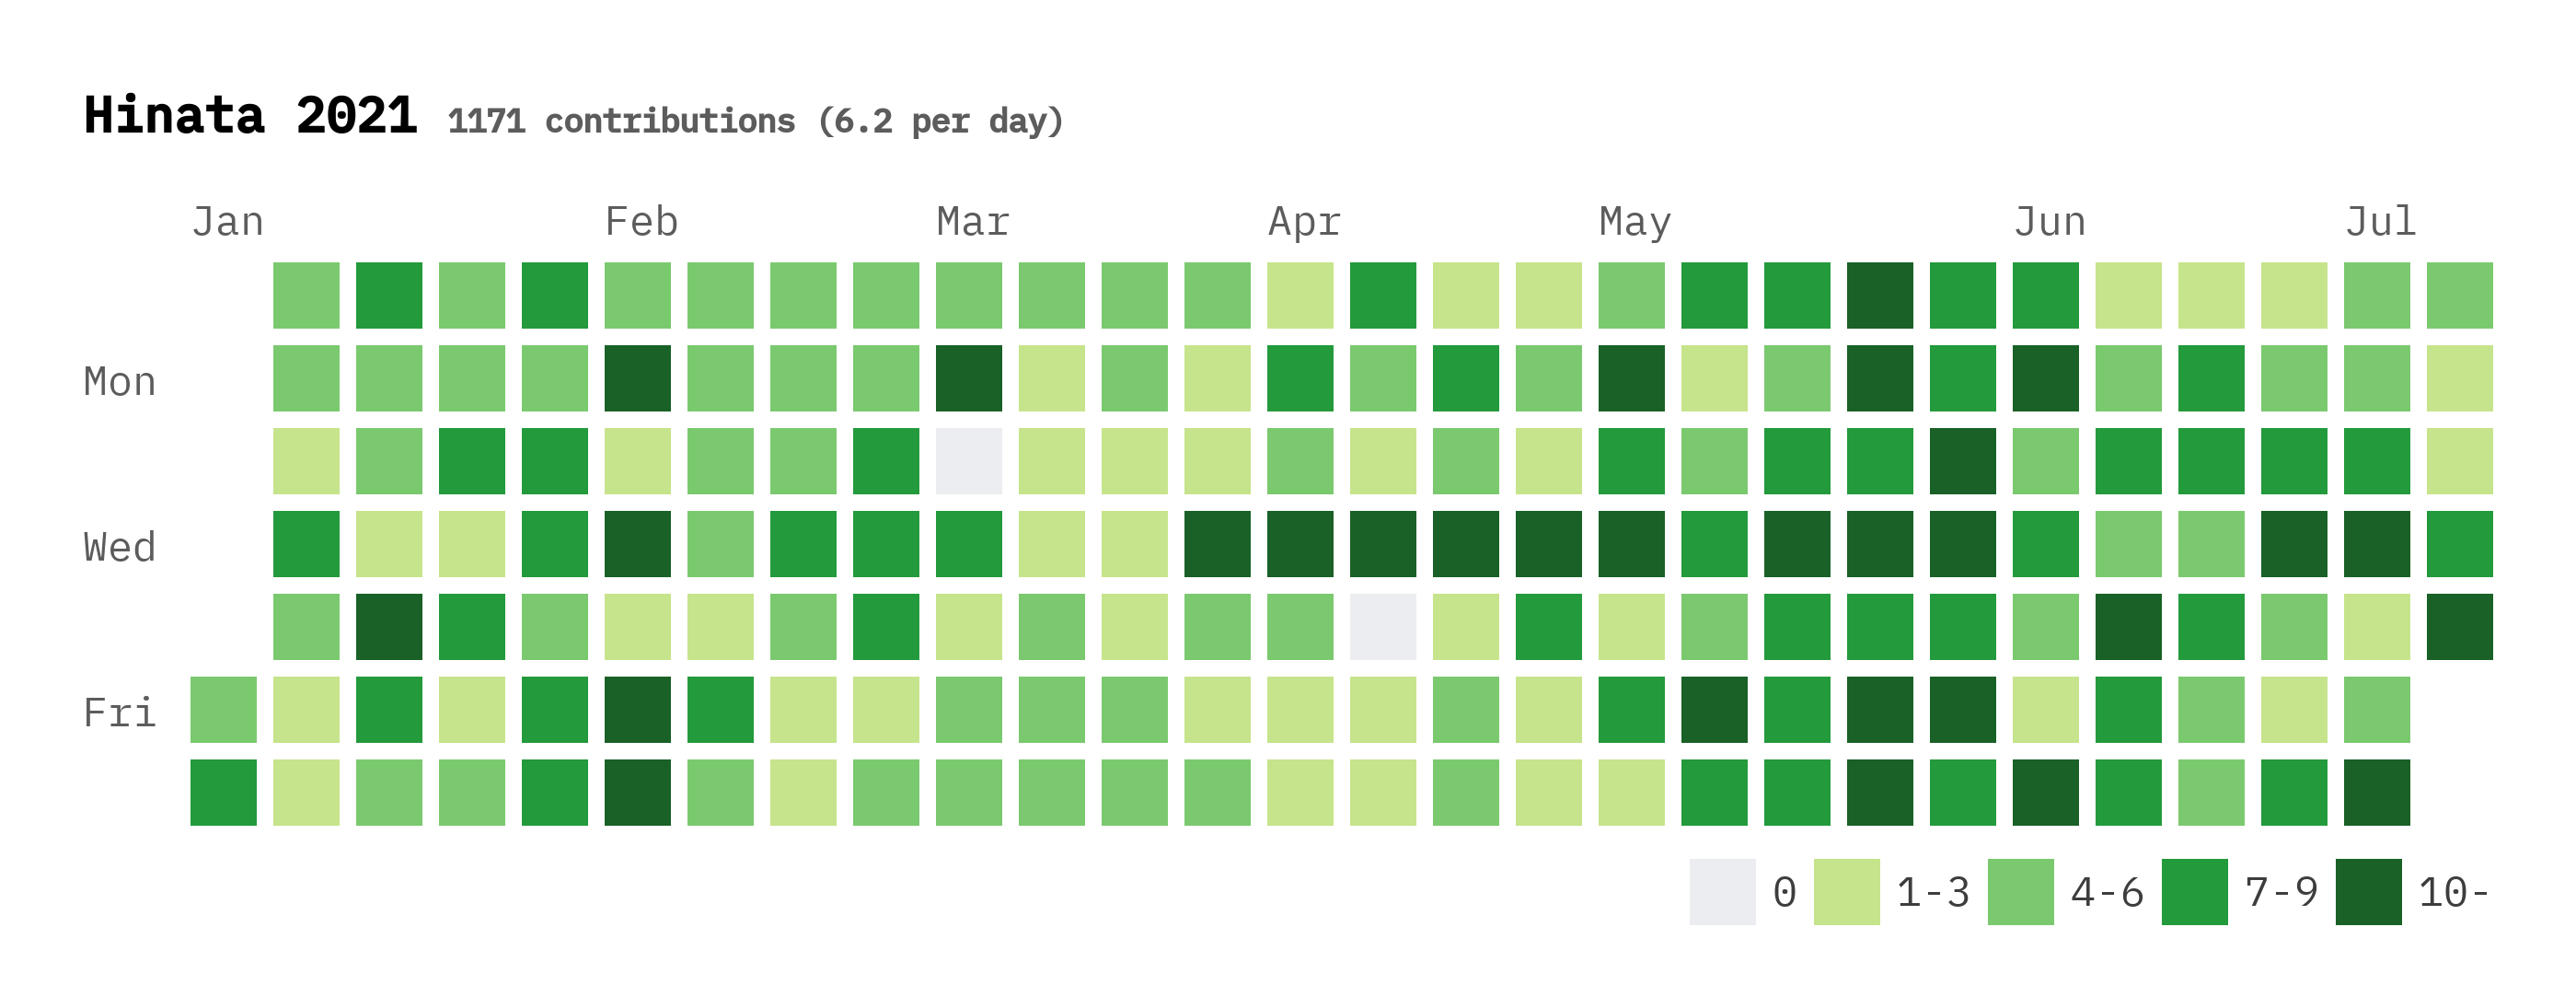 Hinata 2021 1171 contributions (6.2 per day)
Jan Feb Mar Apr May Jun Jul
Mon
Wed
Fri
0 1-3 4-6 7-9 10-